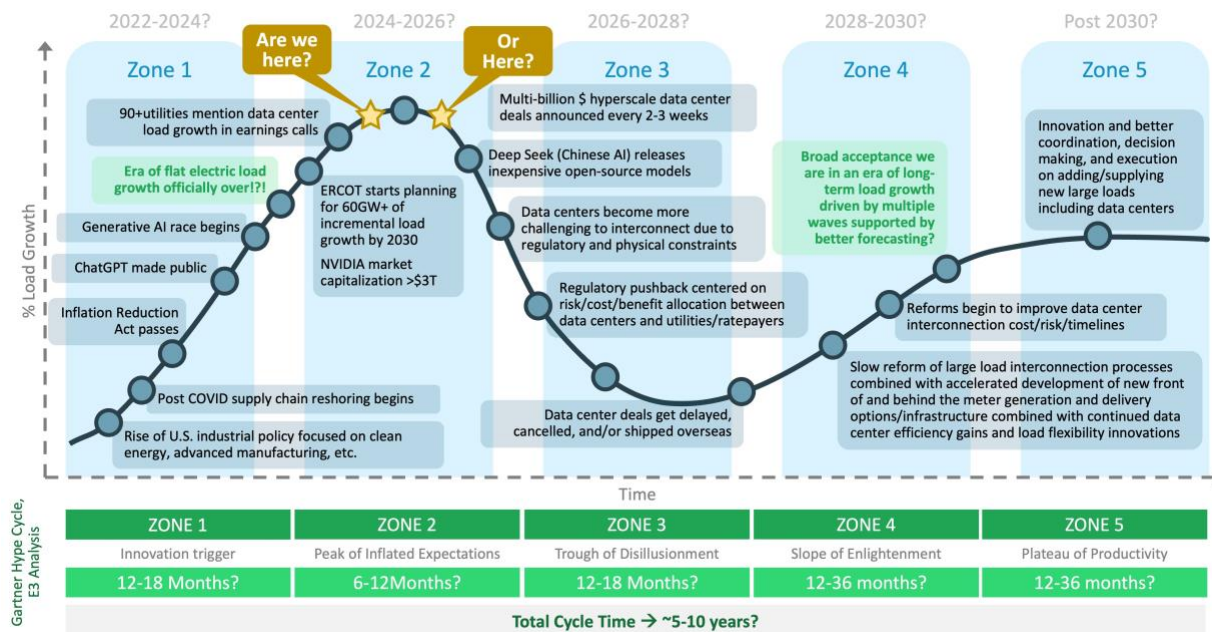 2022-2024?
2024-2026?
2026-2028?
2028-2030?
Post 2030?
Are we
here?
Or
Here?
Zone 1
Zone 2
Zone 3
Zone 4
Zone 5
90+utilities mention data center
load growth in earnings calls
Era of flat electric load
growth officially over!?!
Generative AI race begins
ChatGPT made public
Inflation Reduction
Act passes
Post COVID supply chain reshoring begins
Rise of U.S. industrial policy focused on clean
energy, advanced manufacturing, etc.
ERCOT starts planning
for 60GW+ of
incremental load
growth by 2030
NVIDIA market
capitalization >$3T
Multi-billion $ hyperscale data center
deals announced every 2-3 weeks
Deep Seek (Chinese AI) releases
inexpensive open-source models
Data centers become more
challenging to interconnect due to
regulatory and physical constraints
Regulatory pushback centered on
risk/cost/benefit allocation between
data centers and utilities/ratepayers
Data center deals get delayed,
cancelled, and/or shipped overseas
Broad acceptance we
are in an era of long-
term load growth
driven by multiple
waves supported by
better forecasting?
Reforms begin to improve data center
interconnection cost/risk/timelines
Slow reform of large load interconnection processes
combined with accelerated development of new front
of and behind the meter generation and delivery
options/infrastructure combined with continued data
center efficiency gains and load flexibility innovations
Innovation and better
coordination, decision
making, and execution
on adding/supplying
new large loads
including data centers
% Load Growth
Time
Gartner Hype Cycle,
E3 Analysis
ZONE 1
ZONE 2
ZONE 3
ZONE 4
ZONE 5
Innovation trigger
Peak of Inflated Expectations
Trough of Disillusionment
Slope of Enlightenment
Plateau of Productivity
12-18 Months?
6-12Months?
12-18 Months?
12-36 months?
12-36 months?
Total Cycle Time → ~5-10 years?